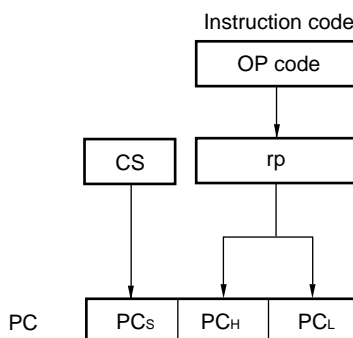 Instruction code
OP code
CS
rp
PC
PCS
PCH
PCL